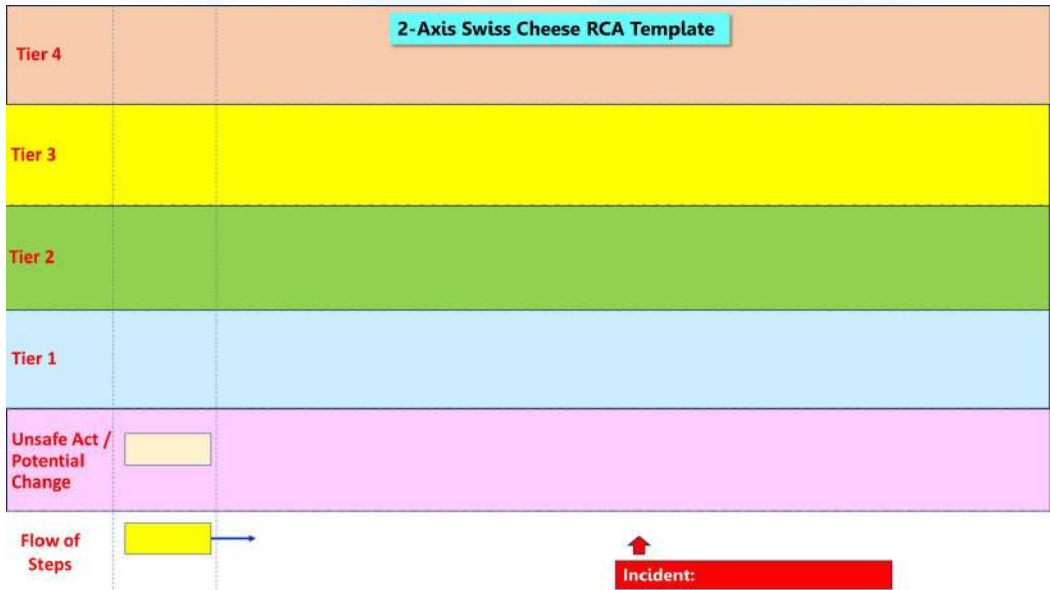 2-Axis Swiss Cheese RCA Template
Tier 4
Tier 3
Tier 2
Tier 1
Unsafe Act /
Potential
Change
Flow of
Steps
Incident: